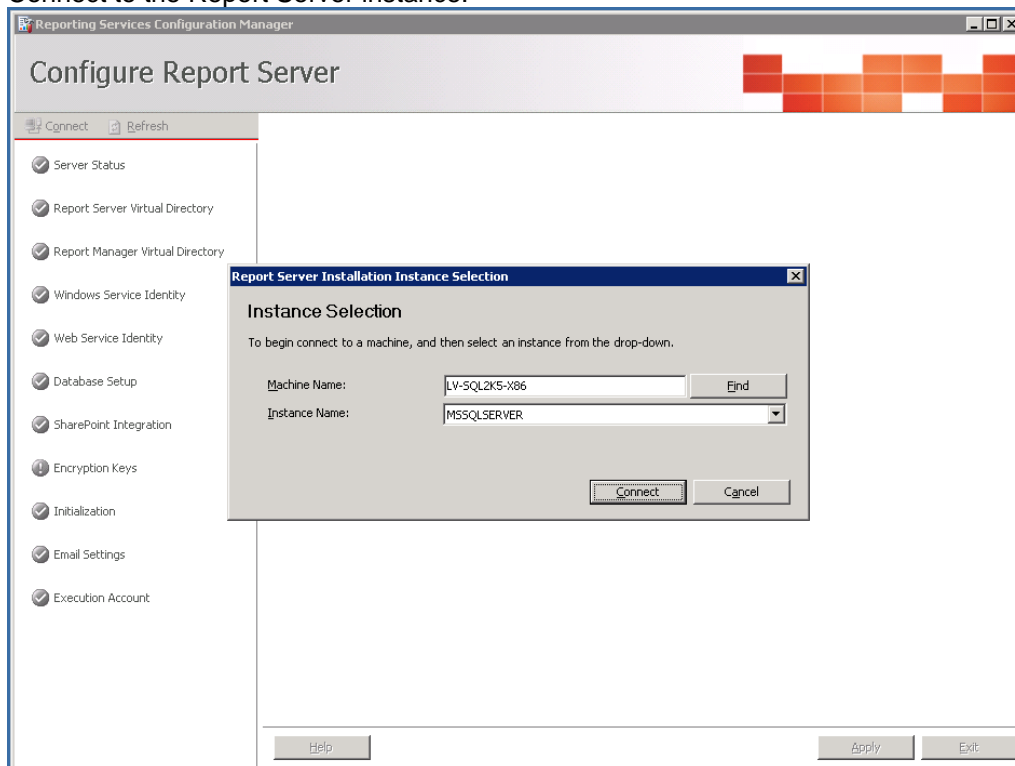 Connect to the Report Server instance.
Reporting Services Configuration Manager
Configure Report Server
Connect Refresh
Server Status
Report Server Virtual Directory
Report Manager Virtual Directory
Windows Service Identity
Web Service Identity
Database Setup
SharePoint Integration
Encryption Keys
Initialization
Email Settings
Execution Account
Report Server Installation Instance Selection
Instance Selection
To begin connect to a machine, and then select an instance from the drop-down.
Machine Name: LV-SQL2K5-X86 Find
Instance Name: MSSQLSERVER
Connect Cancel
Help Apply Exit